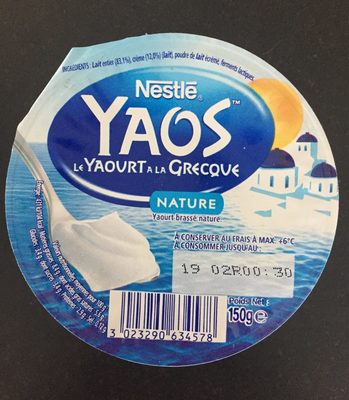 INGRÉDIENTS : Lait entier (83,1%), crème (12,0%) (lait), poudre de lait écrémé, ferments lactiques.
Nestlé
YAOS™
LE YAOURT A LA GRECQUE
NATURE
Yaourt brassé nature.
À CONSERVER AU FRAIS À MAX: +6°C
À CONSOMMER JUSQU'AU :
19 02R00:30
Poids Net :
150g e
3 023290 634578